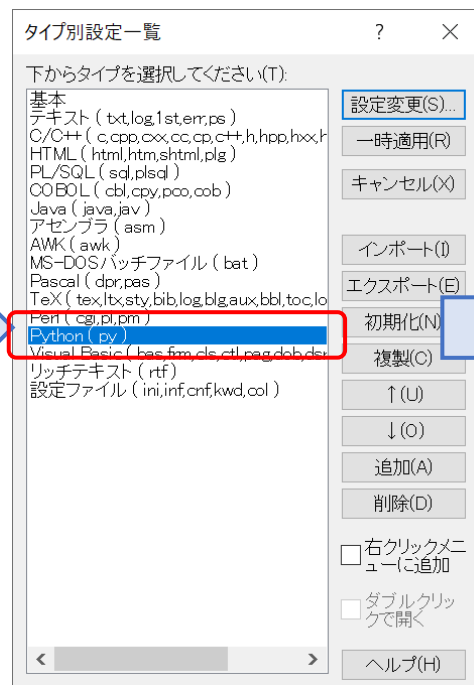 タイプ別設定一覧
下からタイプを選択してください(T):
基本
テキスト ( txt,log,1st,err,ps )
C/C++ ( c,cpp,cxx,cc,cp,c++,h,hpp,hxx,h
HTML ( html,htm,shtml,plg )
PL/SQL ( sql,plsql )
COBOL ( cbl,cpy,pco,cob )
Java ( java,jav )
アセンブラ ( asm )
AWK ( awk )
MS-DOSバッチファイル ( bat )
Pascal ( dpr,pas )
TeX ( tex,ltx,sty,bib,log,blg,aux,bbl,toc,lo
Perl ( cgi,pl,pm )
Python ( py )
Visual Basic ( bas,frm,cls,ctl,pag,dob,dsr
リッチテキスト ( rtf )
設定ファイル ( ini,inf,cnf,kwd,col )
設定変更(S)...
一時適用(R)
キャンセル(X)
インポート(I)
エクスポート(E)
初期化(N)
複製(C)
↑(U)
↓(O)
追加(A)
削除(D)
右クリックメニ
ューに追加
ダブルクリッ
クで開く
ヘルプ(H)